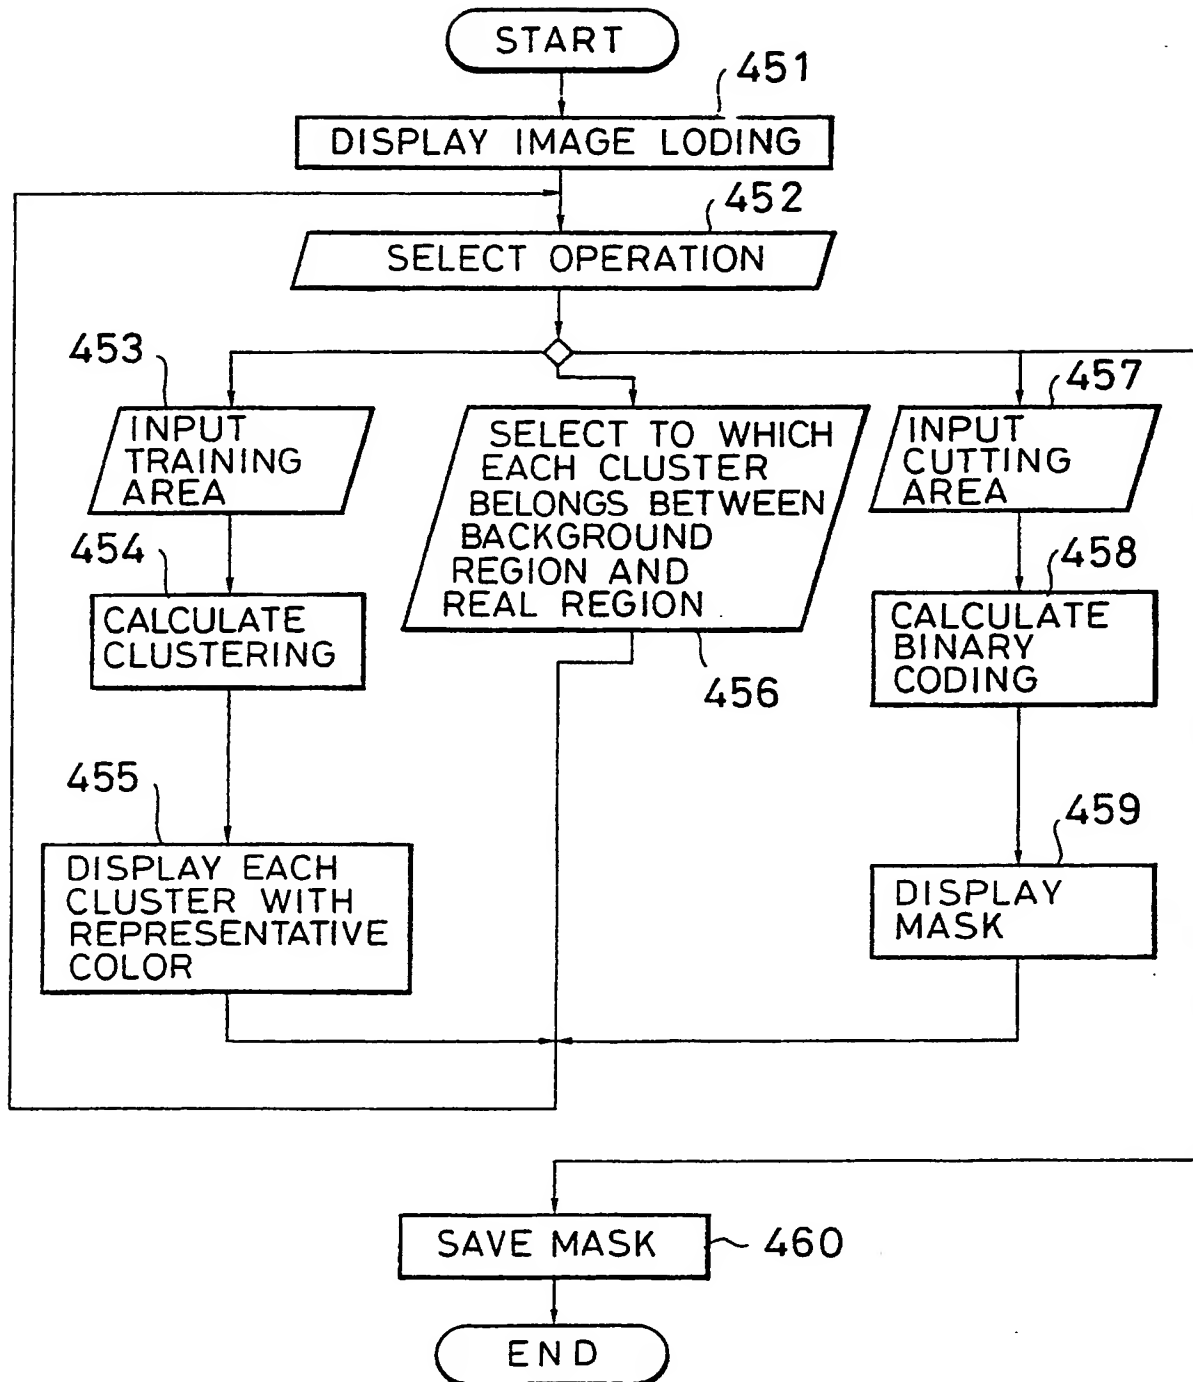 START
451
DISPLAY IMAGE LODING
452
SELECT OPERATION
453
INPUT
TRAINING
AREA
454
CALCULATE
CLUSTERING
455
DISPLAY EACH
CLUSTER WITH
REPRESENTATIVE
COLOR
SELECT TO WHICH
EACH CLUSTER
BELONGS BETWEEN
BACKGROUND
REGION AND
REAL REGION
456
457
INPUT
CUTTING
AREA
458
CALCULATE
BINARY
CODING
459
DISPLAY
MASK
SAVE MASK
460
END